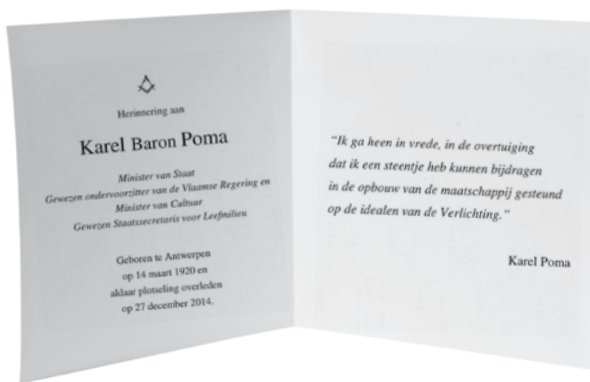 Herinnering aan
Karel Baron Poma
Minister van Staat
Gewezen ondervoorzitter van de Vlaamse Regering en
Minister van Cultuur
Gewezen Staatssecretaris voor Leefmilieu
Geboren te Antwerpen
op 14 maart 1920 en
aldaar plotseling overleden
op 27 december 2014.
“Ik ga heen in vrede, in de overtuiging
dat ik een steentje heb kunnen bijdragen
in de opbouw van de maatschappij gesteund
op de idealen van de Verlichting.”
Karel Poma